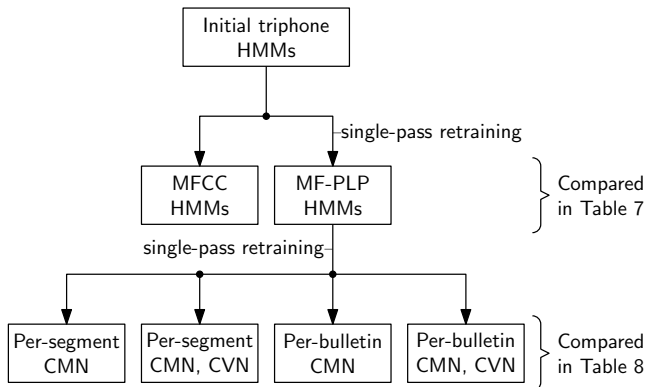 Initial triphone
HMMs
single-pass retraining
MFCC
HMMs
MF-PLP
HMMs
Compared
in Table 7
single-pass retraining
Per-segment
CMN
Per-segment
CMN, CVN
Per-bulletin
CMN
Per-bulletin
CMN, CVN
Compared
in Table 8